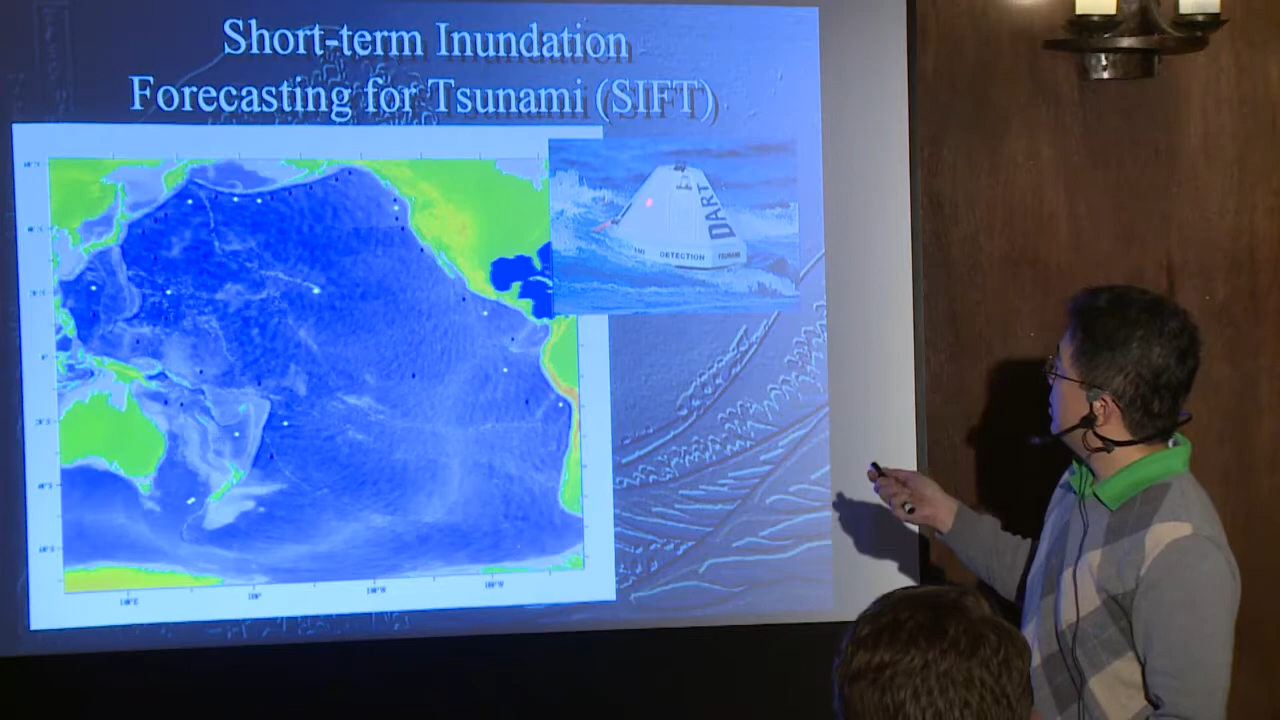 Short-term Inundation
Forecasting for Tsunami (SIFT)
DART
DETECTION
TSUNAMI